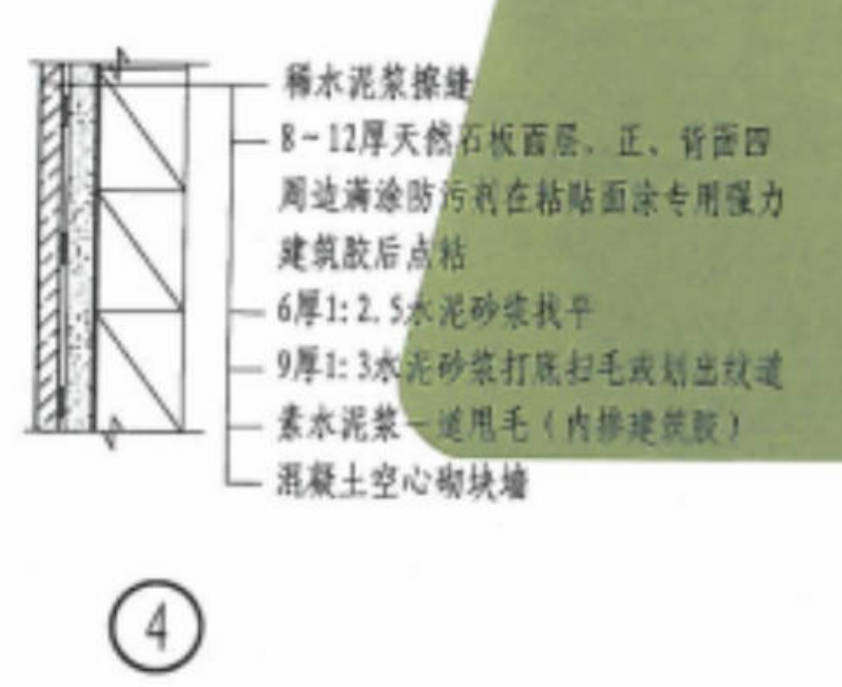 稀水泥浆擦缝
8~12厚天然石板面层、正、背面四
周边满涂防污剂在粘贴面涂专用强力
建筑胶后点粘
6厚1:2.5水泥砂浆找平
9厚1:3水泥砂浆打底扫毛或划出纹道
素水泥浆一道甩毛(内掺建筑胶)
混凝土空心砌块墙
4